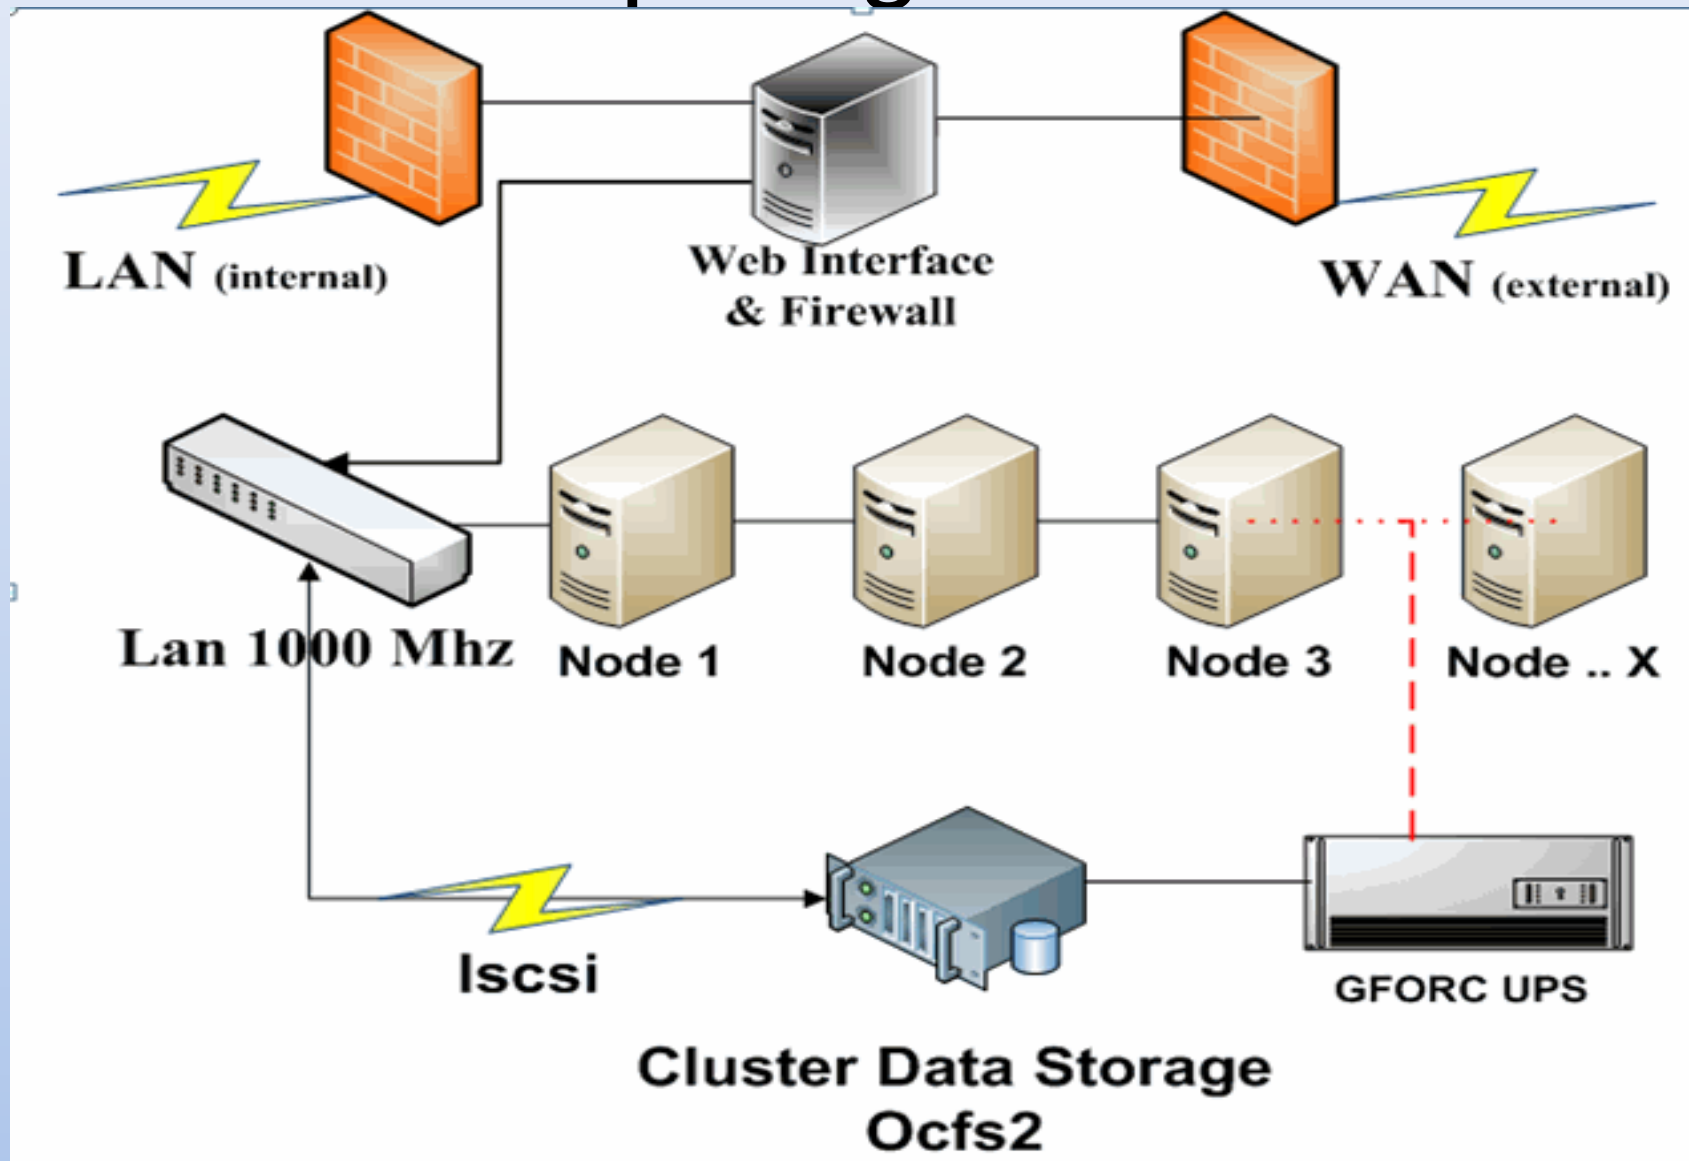 LAN (internal)
Web Interface
& Firewall
WAN (external)
Lan 1000 Mhz
Node 1
Node 2
Node 3
Node .. X
Iscsi
GFORC UPS
Cluster Data Storage
Ocfs2